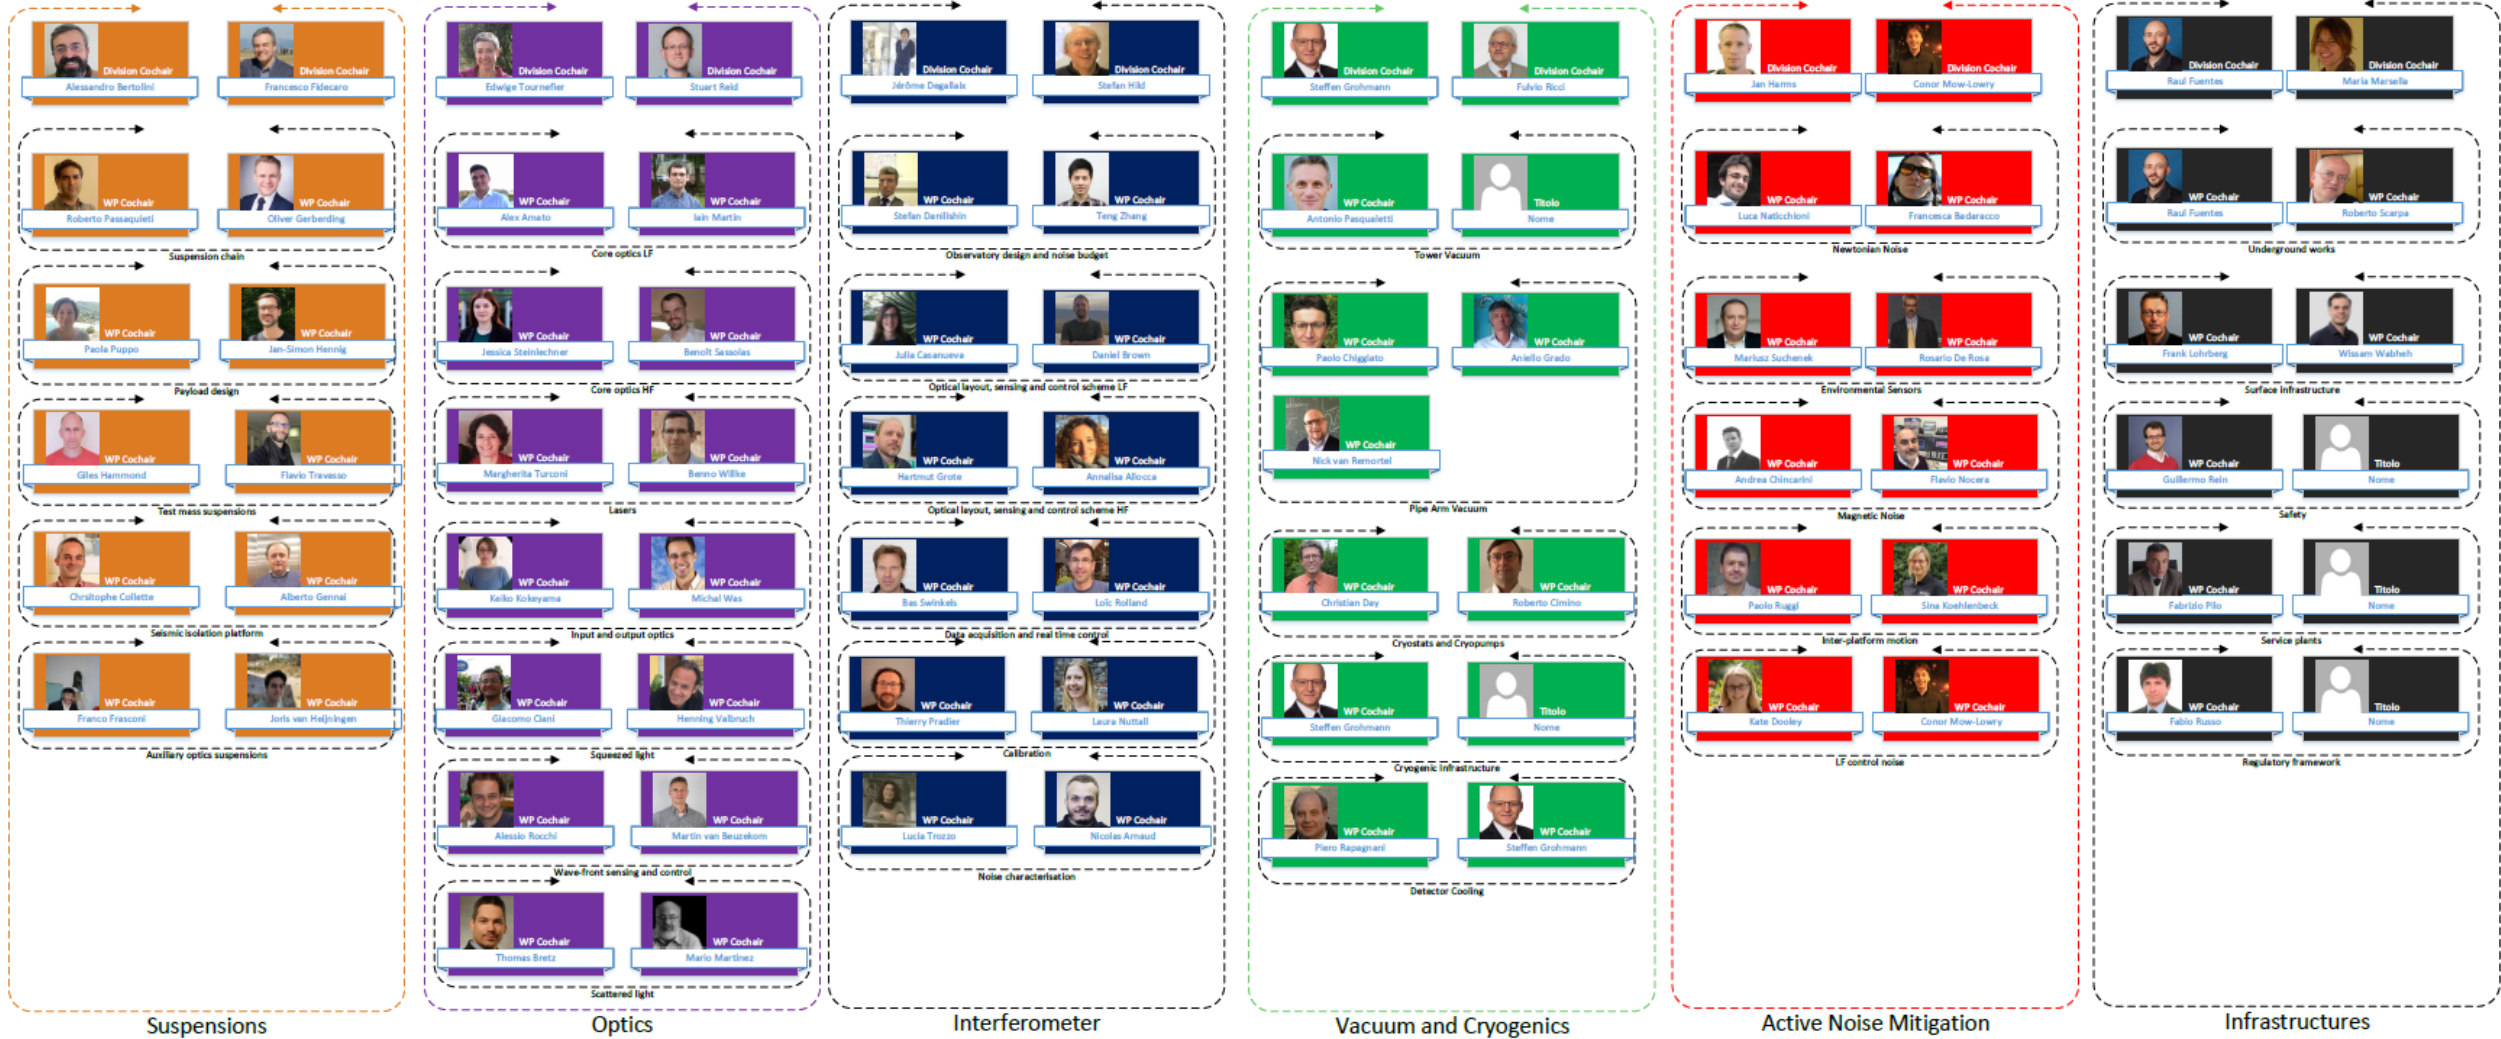 Division Cochair
Alessandro Bertolini
Division Cochair
Francesco Fidecaro
WP Cochair
Roberto Passaquieti
WP Cochair
Oliver Gerberding
Suspension chain
WP Cochair
Paola Puppo
WP Cochair
Jan-Simon Hennig
Payload design
WP Cochair
Giles Hammond
WP Cochair
Flavio Travasso
Test mass suspensions
WP Cochair
Chrsitophe Collette
WP Cochair
Alberto Gennai
Seismic isolation platform
WP Cochair
Franco Frasconi
WP Cochair
Joris van Heijningen
Auxiliary optics suspensions
Suspensions
Division Cochair
Edwige Tournefier
Division Cochair
Stuart Reid
WP Cochair
Alex Amato
WP Cochair
Iain Martin
Core optics LF
WP Cochair
Jessica Steinlechner
WP Cochair
Benoît Sassolas
Core optics HF
WP Cochair
Margherita Turconi
WP Cochair
Benno Willke
Lasers
WP Cochair
Keiko Kokeyama
WP Cochair
Michal Was
Input and output optics
WP Cochair
Giacomo Ciani
WP Cochair
Henning Valbruch
Squeezed light
WP Cochair
Alessio Rocchi
WP Cochair
Martin van Beuzekom
Wave-front sensing and control
WP Cochair
Thomas Bretz
WP Cochair
Mario Martinez
Scattered light
Optics
Division Cochair
Jérôme Degallaix
Division Cochair
Stefan Hild
WP Cochair
Stefan Danilishin
WP Cochair
Teng Zhang
Observatory design and noise budget
WP Cochair
Julia Casanueva
WP Cochair
Daniel Brown
Optical layout, sensing and control scheme LF
WP Cochair
Hartmut Grote
WP Cochair
Annalisa Allocca
Optical layout, sensing and control scheme HF
WP Cochair
Bas Swinkels
WP Cochair
Loïc Rolland
Data acquisition and real time control
WP Cochair
Thierry Pradier
WP Cochair
Laura Nuttall
Calibration
WP Cochair
Lucia Trozzo
WP Cochair
Nicolas Arnaud
Noise characterisation
Interferometer
Division Cochair
Steffen Grohmann
Division Cochair
Fulvio Ricci
WP Cochair
Antonio Pasqualetti
Titolo
Nome
Tower Vacuum
WP Cochair
Paolo Chiggiato
WP Cochair
Aniello Grado
WP Cochair
Nick van Remortel
Pipe Arm Vacuum
WP Cochair
Christian Day
WP Cochair
Roberto Cimino
Cryostats and Cryopumps
WP Cochair
Steffen Grohmann
Titolo
Nome
Cryogenic Infrastructure
WP Cochair
Piero Rapagnani
WP Cochair
Steffen Grohmann
Detector Cooling
Vacuum and Cryogenics
Division Cochair
Jan Harms
Division Cochair
Conor Mow-Lowry
WP Cochair
Luca Naticchioni
WP Cochair
Francesca Badaracco
Newtonian Noise
WP Cochair
Mariusz Suchenek
WP Cochair
Rosario De Rosa
Environmental Sensors
WP Cochair
Andrea Chincarini
WP Cochair
Flavio Nocera
Magnetic Noise
WP Cochair
Paolo Ruggi
WP Cochair
Sina Koehlenbeck
Inter-platform motion
WP Cochair
Kate Dooley
WP Cochair
Conor Mow-Lowry
LF control noise
Active Noise Mitigation
Division Cochair
Raul Fuentes
Division Cochair
Maria Marsella
WP Cochair
Raul Fuentes
WP Cochair
Roberto Scarpa
Underground works
WP Cochair
Frank Lohrberg
WP Cochair
Wissam Wabheh
Surface Infrastructure
WP Cochair
Guillermo Rein
Titolo
Nome
Safety
WP Cochair
Fabrizio Pilo
Titolo
Nome
Service plants
WP Cochair
Fabio Russo
Titolo
Nome
Regulatory framework
Infrastructures